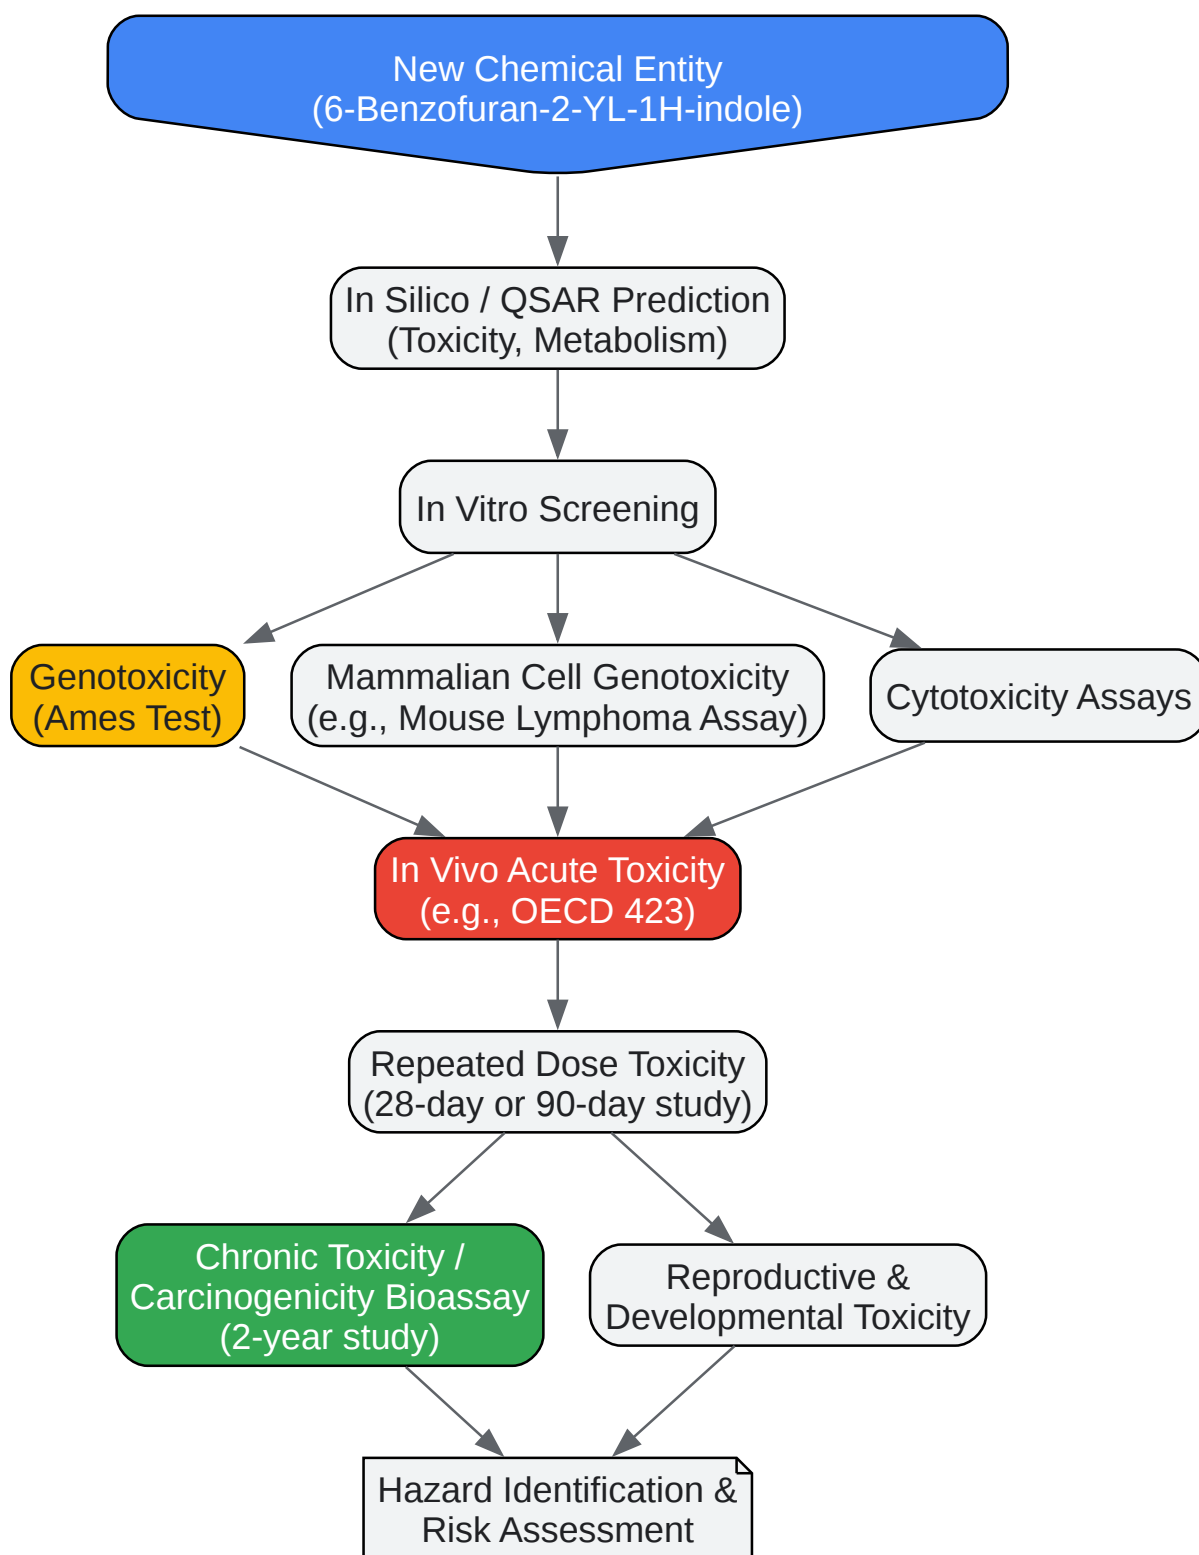 New Chemical Entity
(6-Benzofuran-2-YL-1H-indole)
In Silico / QSAR Prediction
(Toxicity, Metabolism)
In Vitro Screening
Genotoxicity
(Ames Test)
Mammalian Cell Genotoxicity
(e.g., Mouse Lymphoma Assay)
Cytotoxicity Assays
In Vivo Acute Toxicity
(e.g., OECD 423)
Repeated Dose Toxicity
(28-day or 90-day study)
Chronic Toxicity /
Carcinogenicity Bioassay
(2-year study)
Reproductive &
Developmental Toxicity
Hazard Identification &
Risk Assessment